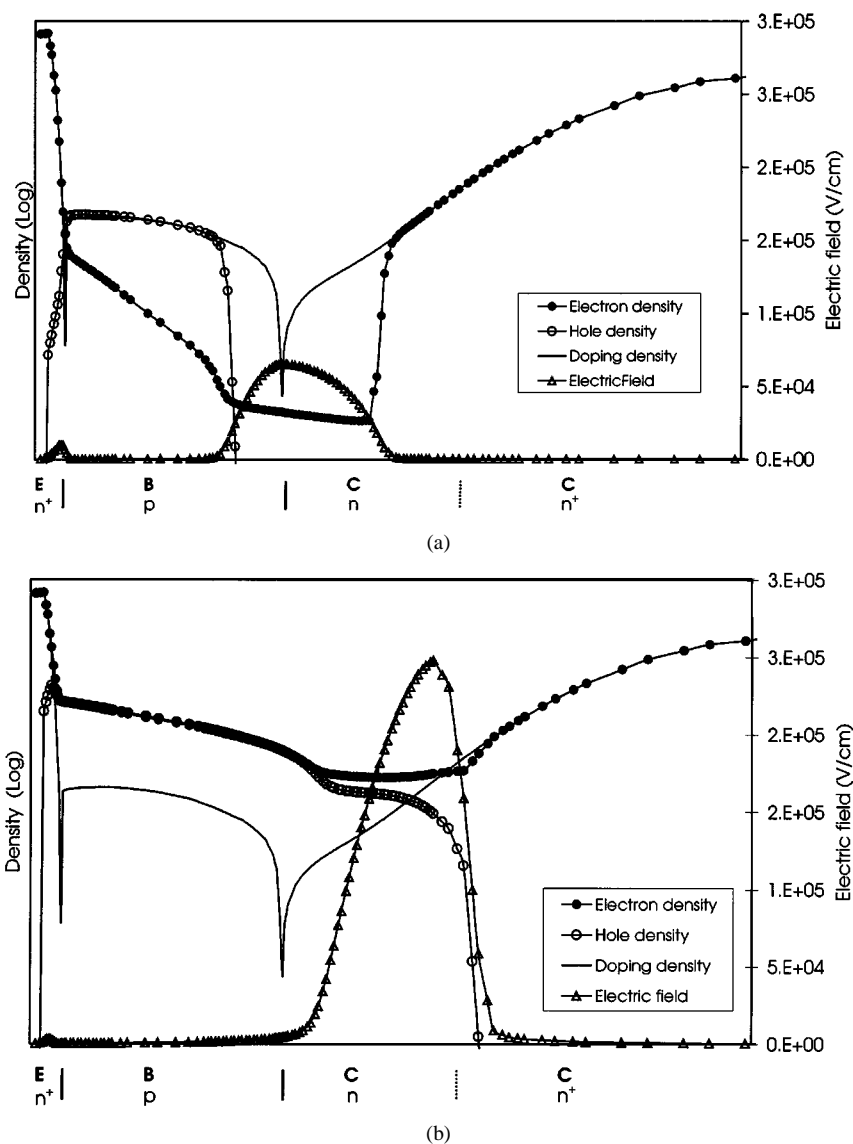 3.E+05
3.E+05
2.E+05
2.E+05
1.E+05
5.E+04
0.E+00
Density (Log)
Electric field (V/cm)
Electron density
Hole density
Doping density
ElectricField
E B C C
n+ p n n+
(a)
3.E+05
3.E+05
2.E+05
2.E+05
1.E+05
5.E+04
0.E+00
Density (Log)
Electric field (V/cm)
Electron density
Hole density
Doping density
Electric field
E B C C
n+ p n n+
(b)